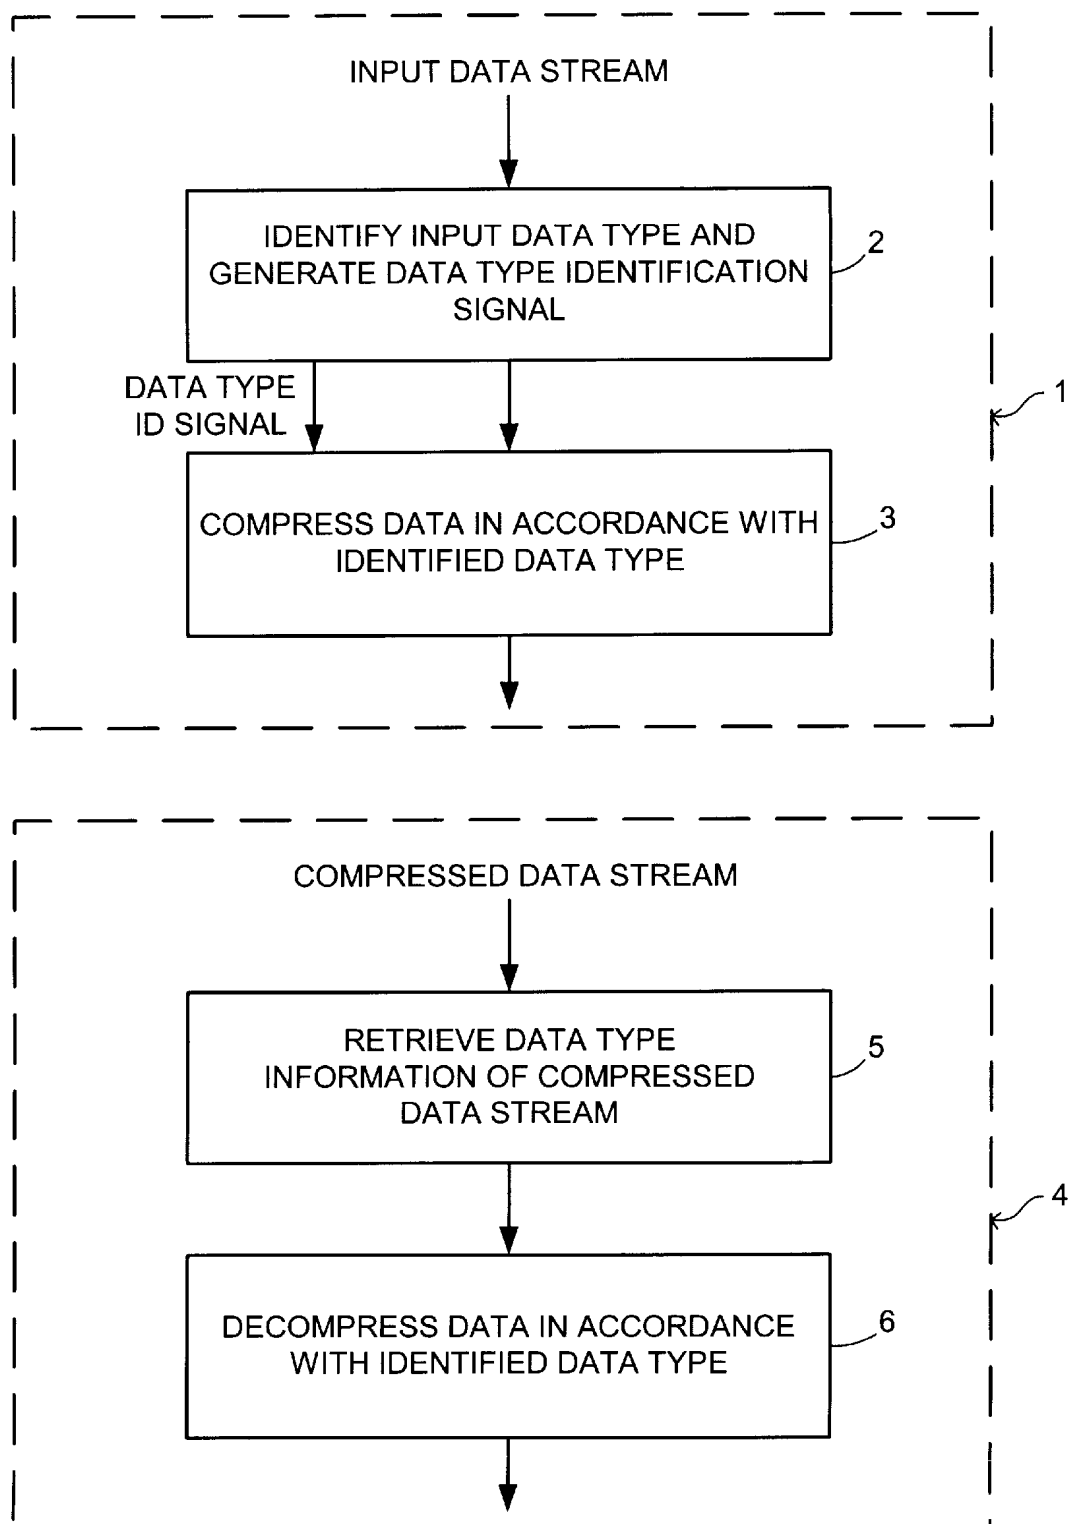 INPUT DATA STREAM
IDENTIFY INPUT DATA TYPE AND
GENERATE DATA TYPE IDENTIFICATION
SIGNAL
2
DATA TYPE
ID SIGNAL
1
COMPRESS DATA IN ACCORDANCE WITH
IDENTIFIED DATA TYPE
3
COMPRESSED DATA STREAM
RETRIEVE DATA TYPE
INFORMATION OF COMPRESSED
DATA STREAM
5
4
DECOMPRESS DATA IN ACCORDANCE
WITH IDENTIFIED DATA TYPE
6